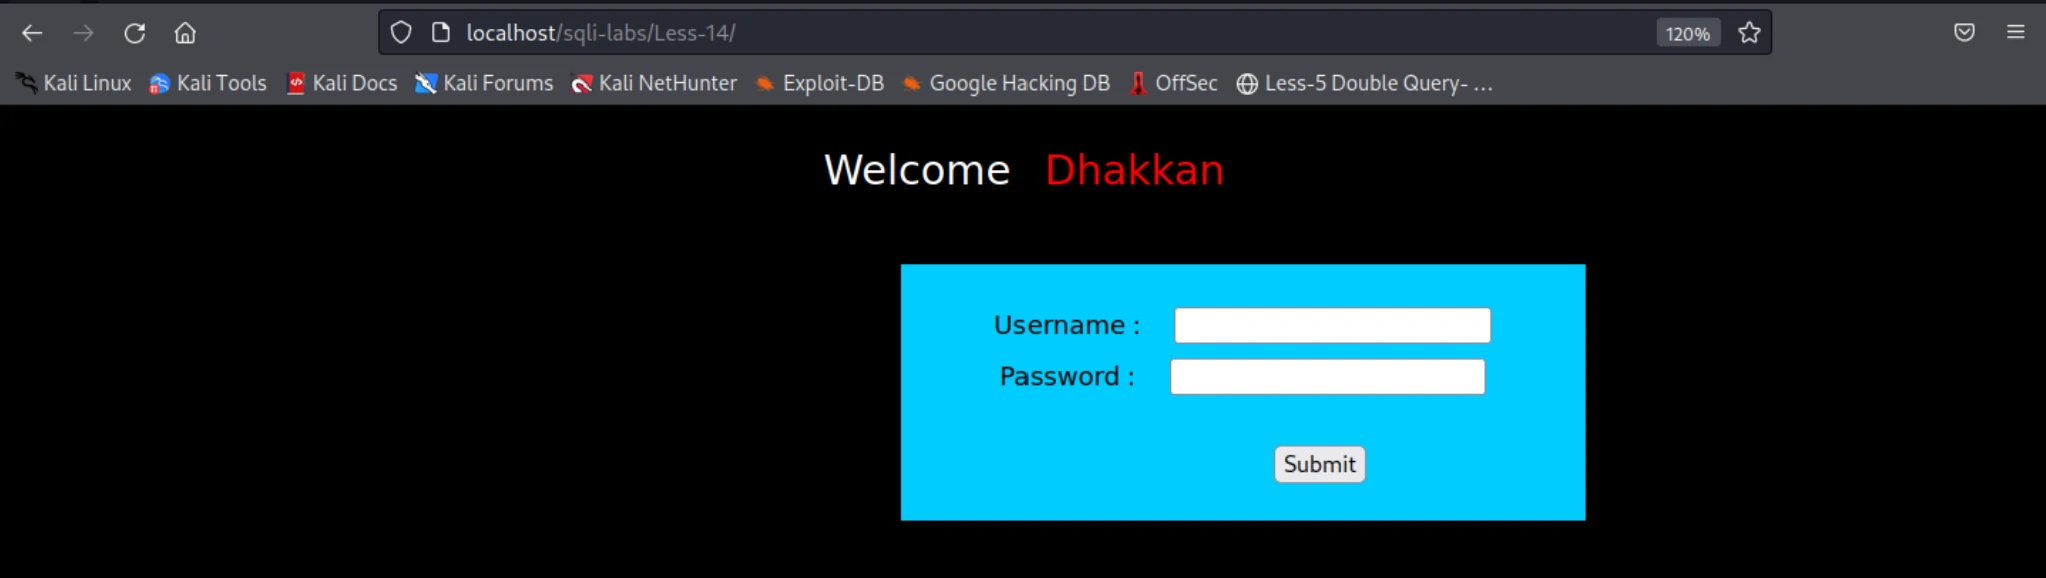 localhost/sqli-labs/Less-14/ 120%
Kali Linux Kali Tools Kali Docs Kali Forums Kali NetHunter Exploit-DB Google Hacking DB OffSec Less-5 Double Query- ...
Welcome Dhakkan
Username :
Password :
Submit